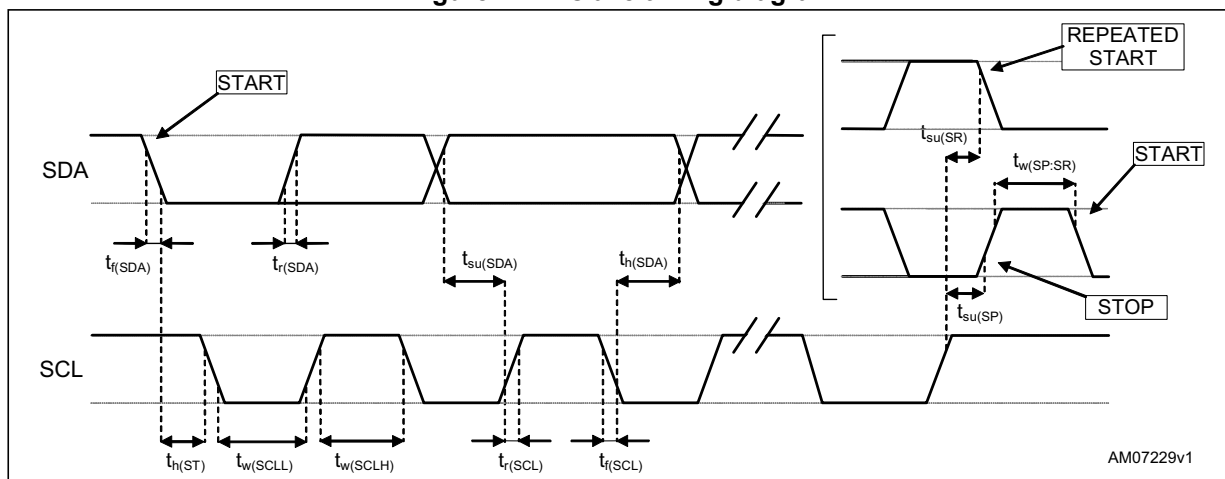 REPEATED
START
START
t_su(SR)
t_w(SP:SR)
START
SDA
t_f(SDA)
t_r(SDA)
t_su(SDA)
t_h(SDA)
t_su(SP)
STOP
SCL
t_h(ST)
t_w(SCLL)
t_w(SCLH)
t_r(SCL)
t_f(SCL)
AM07229v1